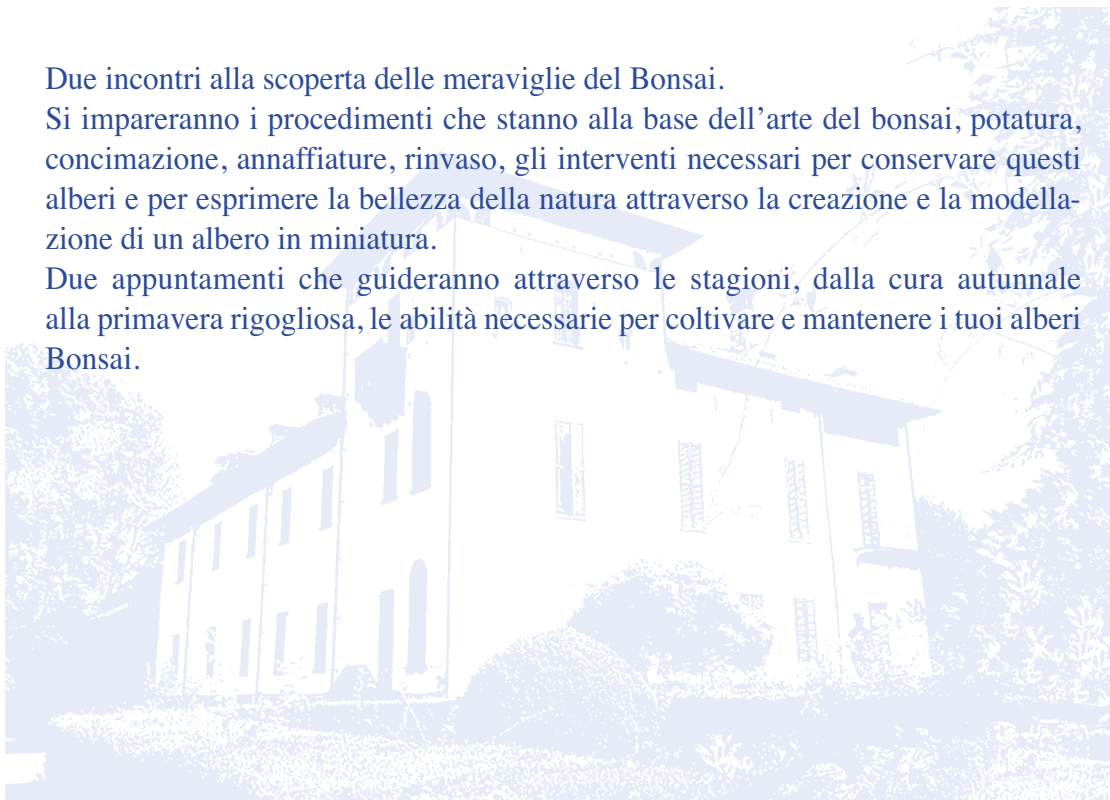 Due incontri alla scoperta delle meraviglie del Bonsai.
Si impareranno i procedimenti che stanno alla base dell’arte del bonsai, potatura,
concimazione, annaffiature, rinvaso, gli interventi necessari per conservare questi
alberi e per esprimere la bellezza della natura attraverso la creazione e la modella-
zione di un albero in miniatura.
Due appuntamenti che guideranno attraverso le stagioni, dalla cura autunnale
alla primavera rigogliosa, le abilità necessarie per coltivare e mantenere i tuoi alberi
Bonsai.